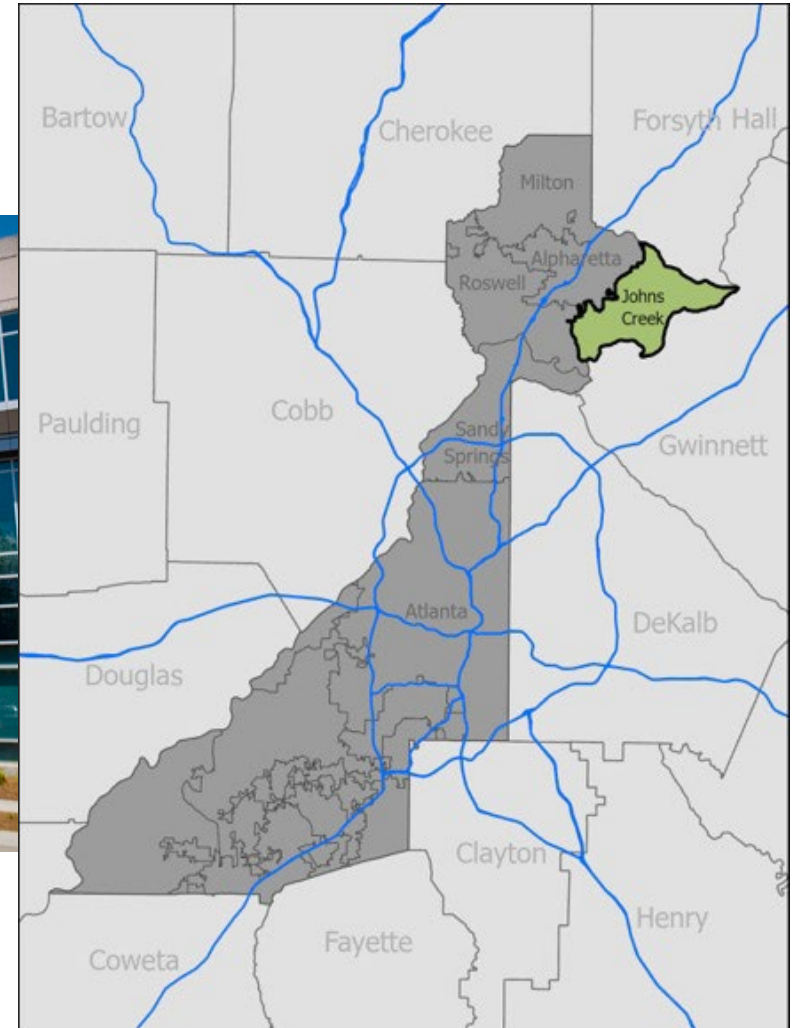 Bartow
Cherokee
Forsyth
Hall
Milton
Alpharetta
Roswell
Johns
Creek
Paulding
Cobb
Sandy
Springs
Gwinnett
Atlanta
DeKalb
Douglas
Clayton
Henry
Fayette
Coweta